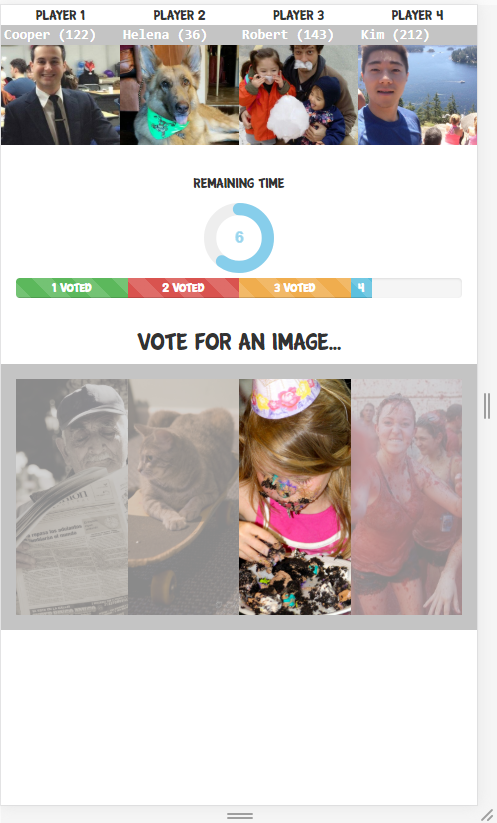 PLAYER 1 PLAYER 2 PLAYER 3 PLAYER 4
Cooper (122) Helena (36) Robert (143) Kim (212)
REMAINING TIME
6
1 VOTED 2 VOTED 3 VOTED 4
VOTE FOR AN IMAGE...